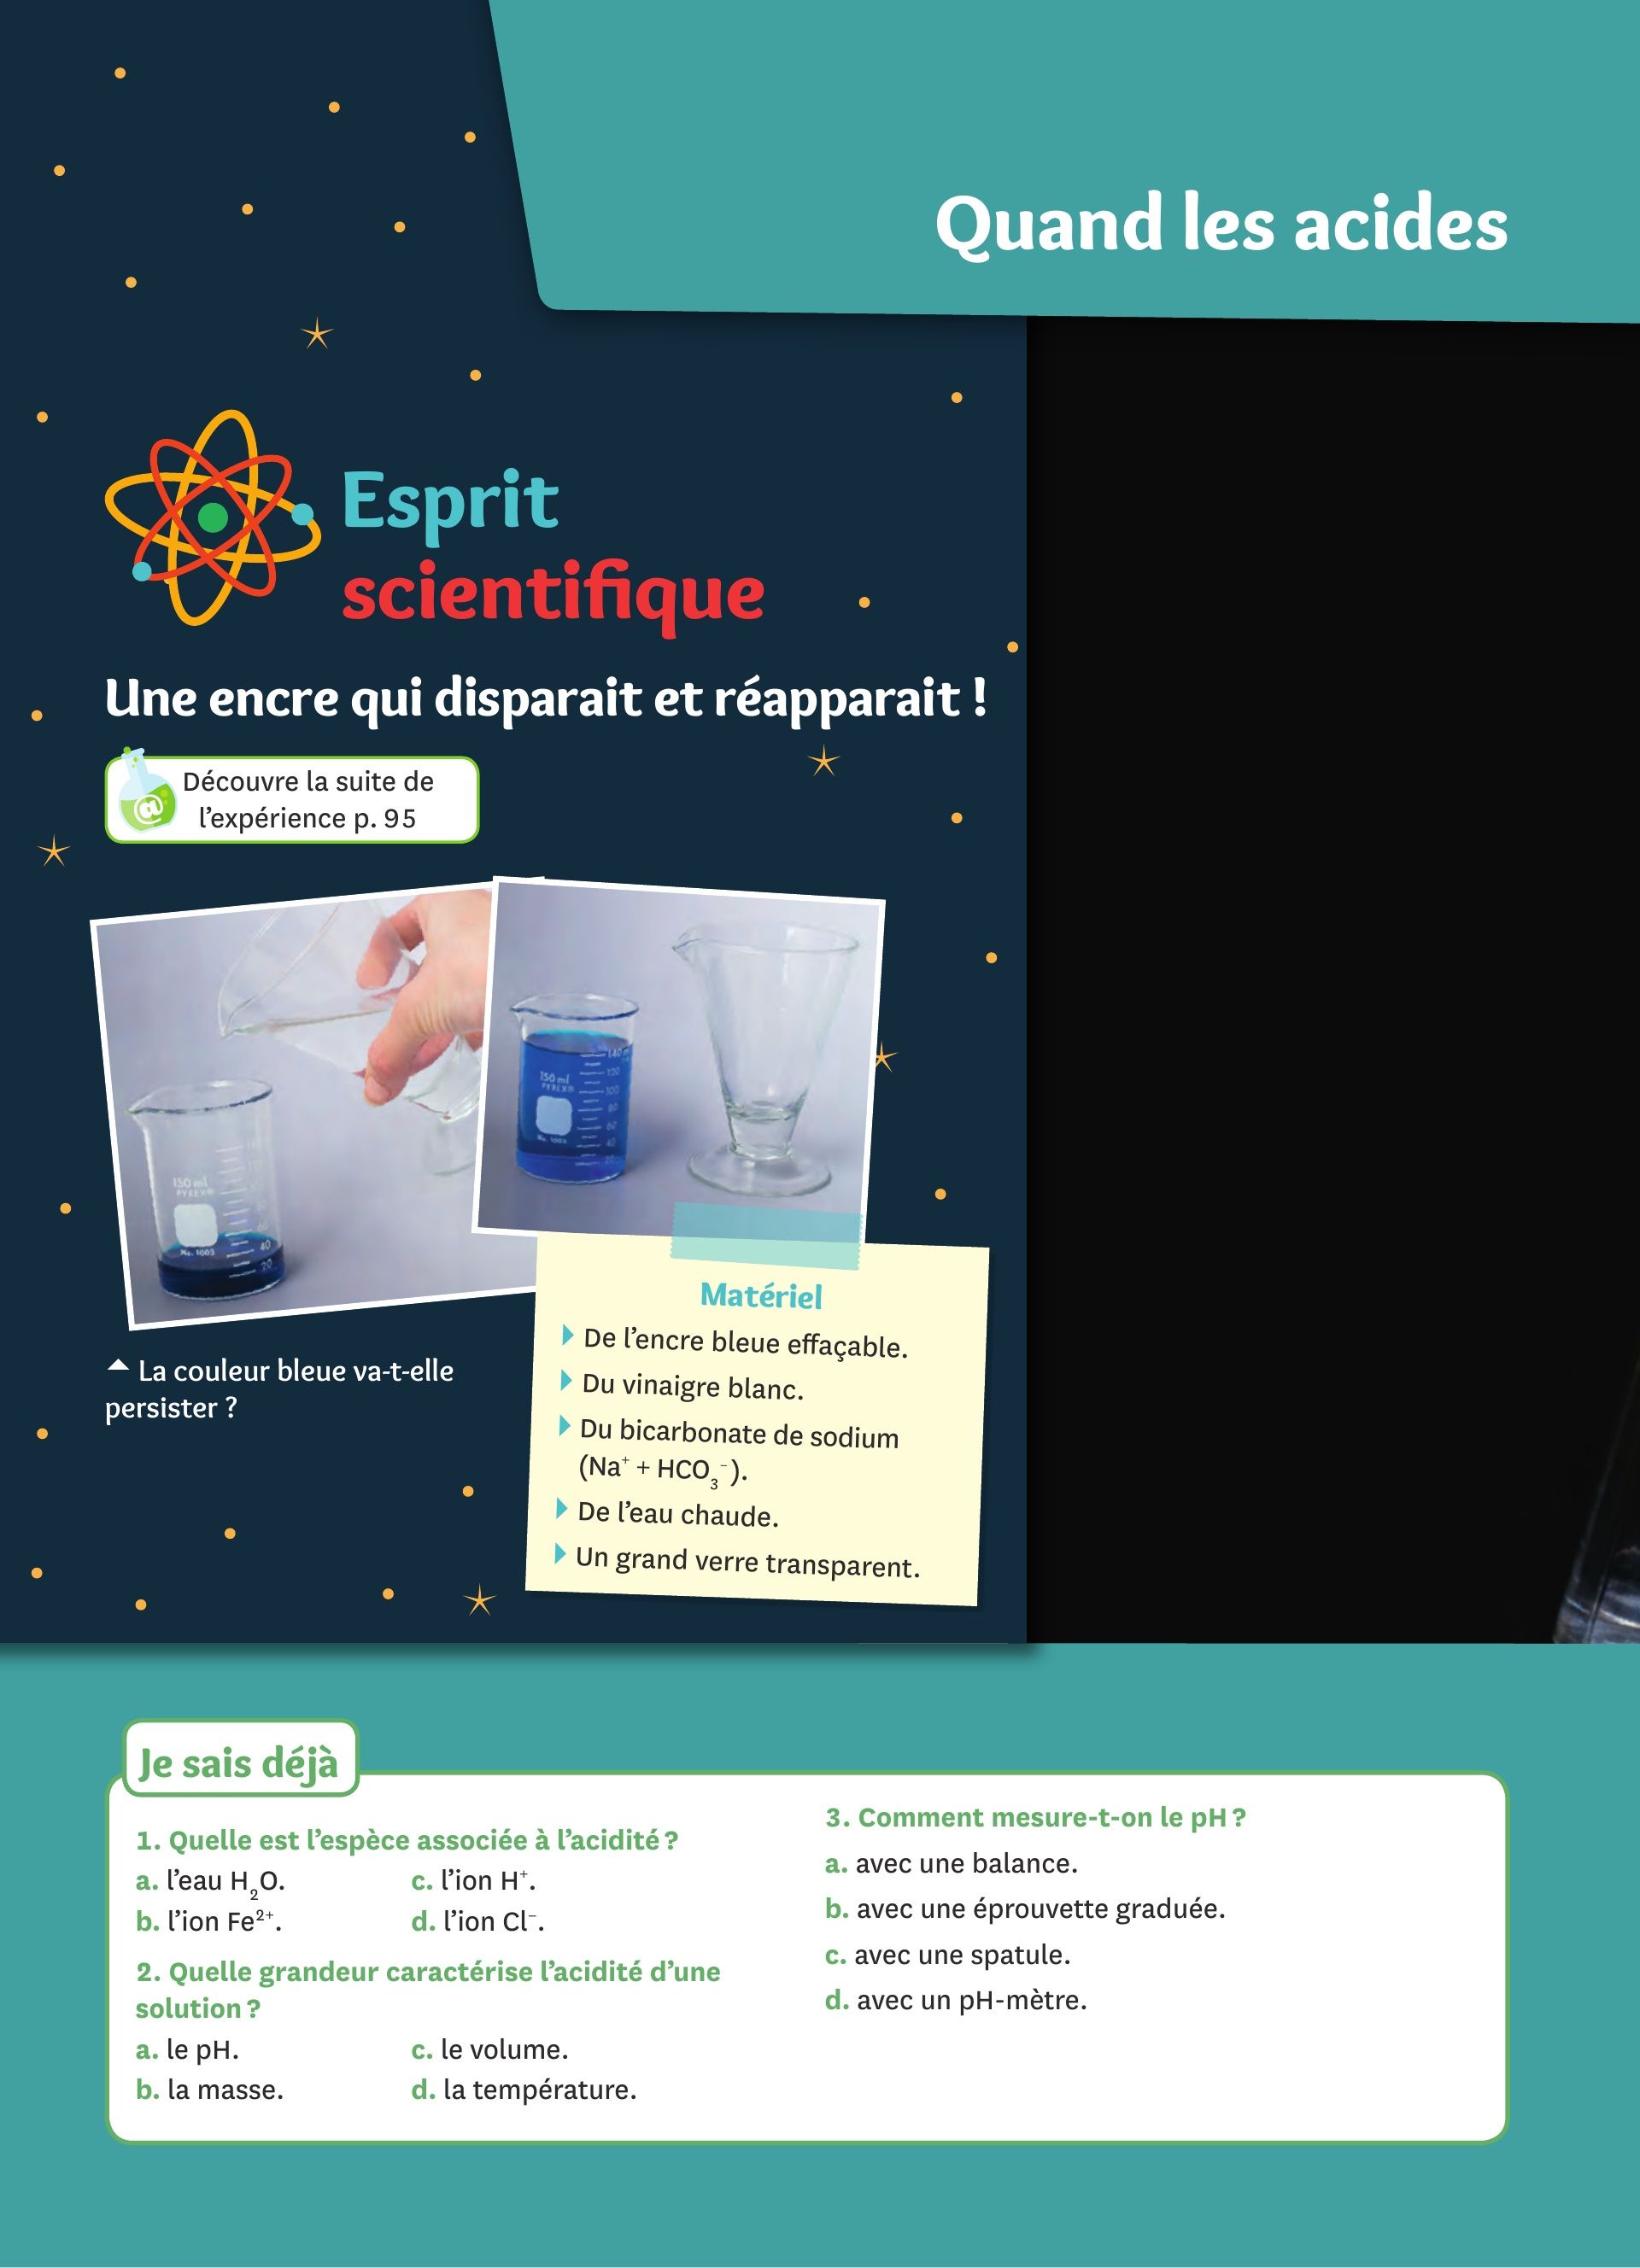 Quand les acides
Esprit
scientifique
Une encre qui disparait et réapparait !
@
Découvre la suite de
l'expérience p. 95
150 ml
PYREX®
No. 1003
40
20
150 ml
PYREX®
No. 1003
140
120
100
80
60
40
20
La couleur bleue va-t-elle
persister ?
Matériel
De l'encre bleue effaçable.
Du vinaigre blanc.
Du bicarbonate de sodium
(Na⁺ + HCO₃⁻).
De l'eau chaude.
Un grand verre transparent.
Je sais déjà
1. Quelle est l'espèce associée à l'acidité ?
a. l'eau H₂O.
b. l'ion Fe²⁺.
c. l'ion H⁺.
d. l'ion Cl⁻.
2. Quelle grandeur caractérise l'acidité d'une
solution ?
a. le pH.
b. la masse.
c. le volume.
d. la température.
3. Comment mesure-t-on le pH ?
a. avec une balance.
b. avec une éprouvette graduée.
c. avec une spatule.
d. avec un pH-mètre.